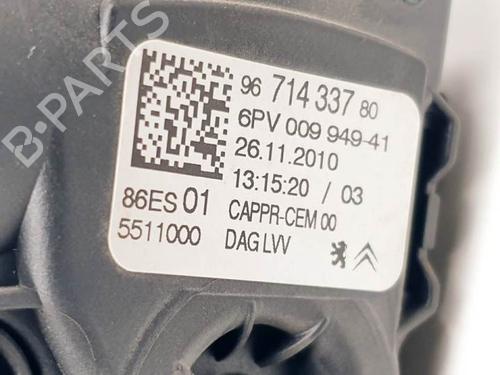 B-PARTS
96 714 337 80
6PV 009 949-41
26.11.2010
13:15:20 / 03
86ES 01 CAPPR-CEM 00
5511000 DAG LVV